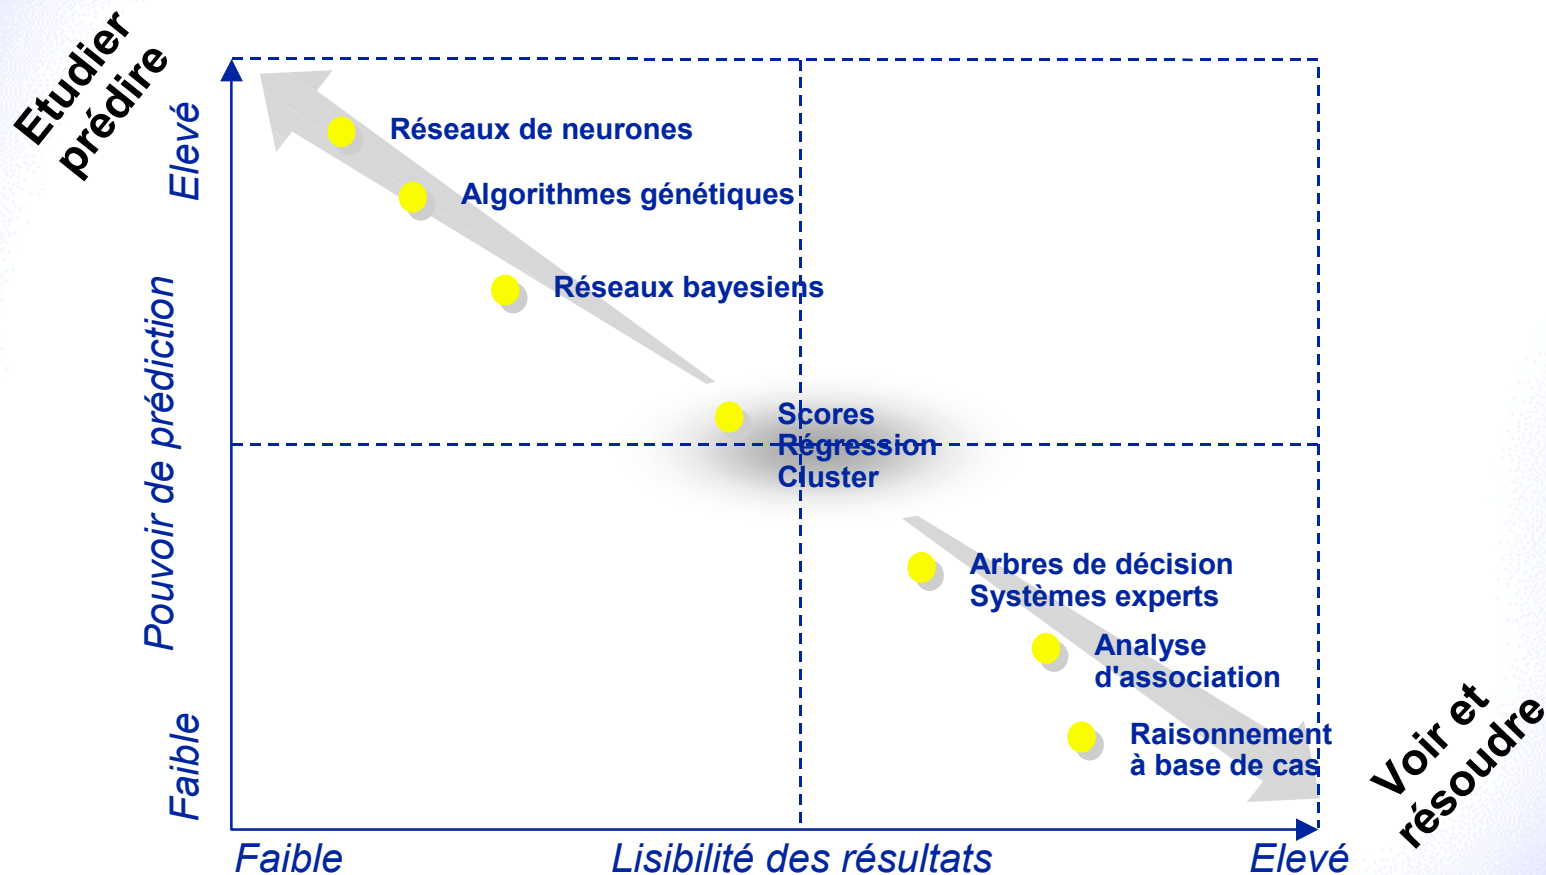 Etudier
prédire
Elevé
Pouvoir de prédiction
Faible
Réseaux de neurones
Algorithmes génétiques
Réseaux bayesiens
Scores
Régression
Cluster
Arbres de décision
Systèmes experts
Analyse
d'association
Raisonnement
à base de cas
Voir et
résoudre
Faible
Lisibilité des résultats
Elevé